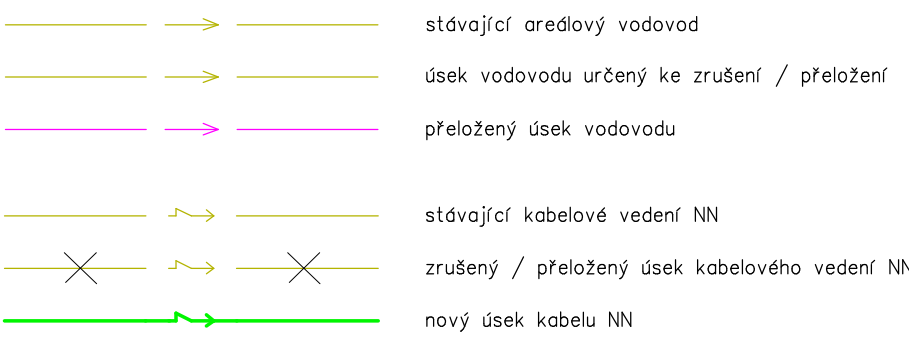 stávající areálový vodovod
úsek vodovodu určený ke zrušení / přeložení
přeložený úsek vodovodu
stávající kabelové vedení NN
zrušený / přeložený úsek kabelového vedení NN
nový úsek kabelu NN